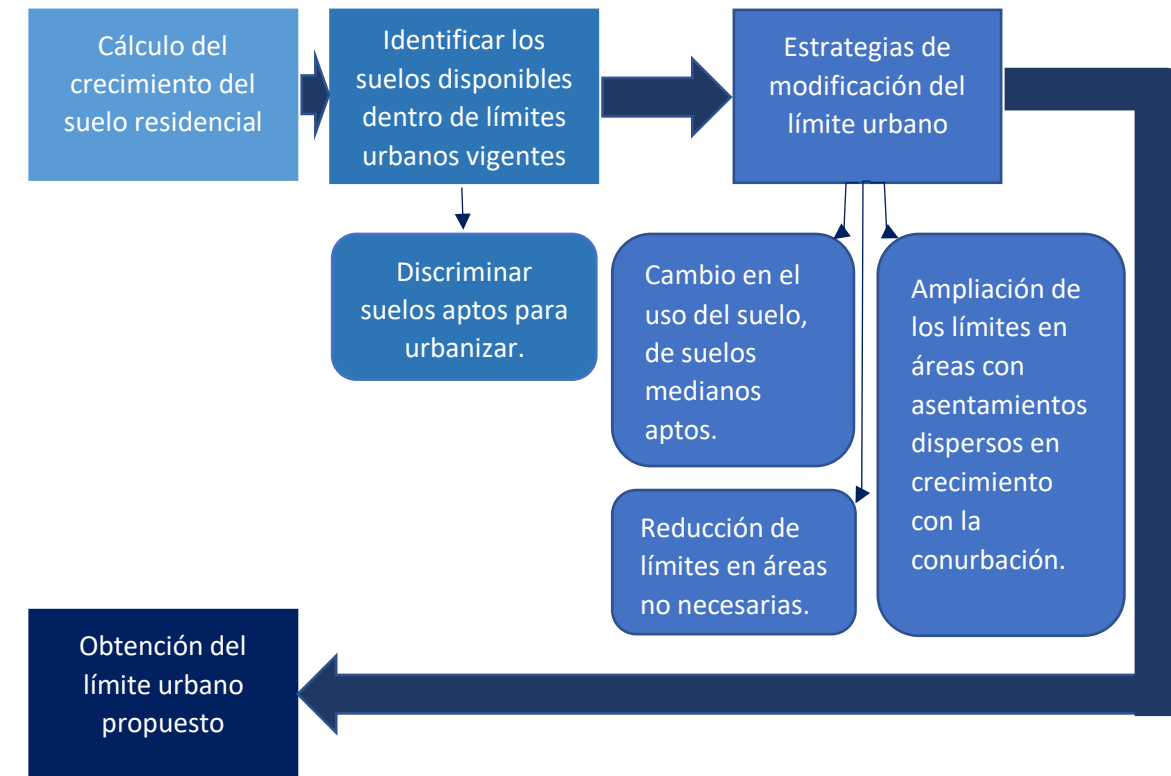 Cálculo del
crecimiento del
suelo residencial
Identificar los
suelos disponibles
dentro de límites
urbanos vigentes
Estrategias de
modificación del
límite urbano
Discriminar
suelos aptos para
urbanizar.
Cambio en el
uso del suelo,
de suelos
medianos
aptos.
Ampliación de
los límites en
áreas con
asentamientos
dispersos en
crecimiento
con la
conurbación.
Reducción de
límites en áreas
no necesarias.
Obtención del
límite urbano
propuesto